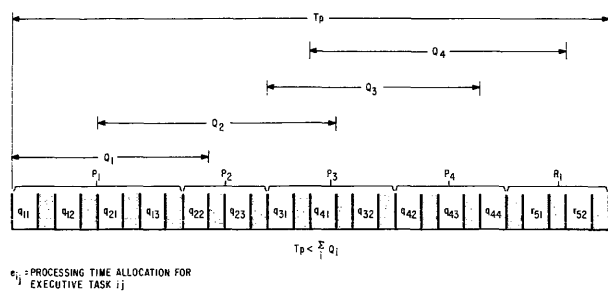 Tp
Q4
Q3
Q2
Q1
P1 P2 P3 P4 Ri
q11 q12 q21 q13 q22 q23 q31 q41 q32 q42 q43 q44 r51 r52
Tp < ∑i Qi
eij = PROCESSING TIME ALLOCATION FOR
EXECUTIVE TASK ij